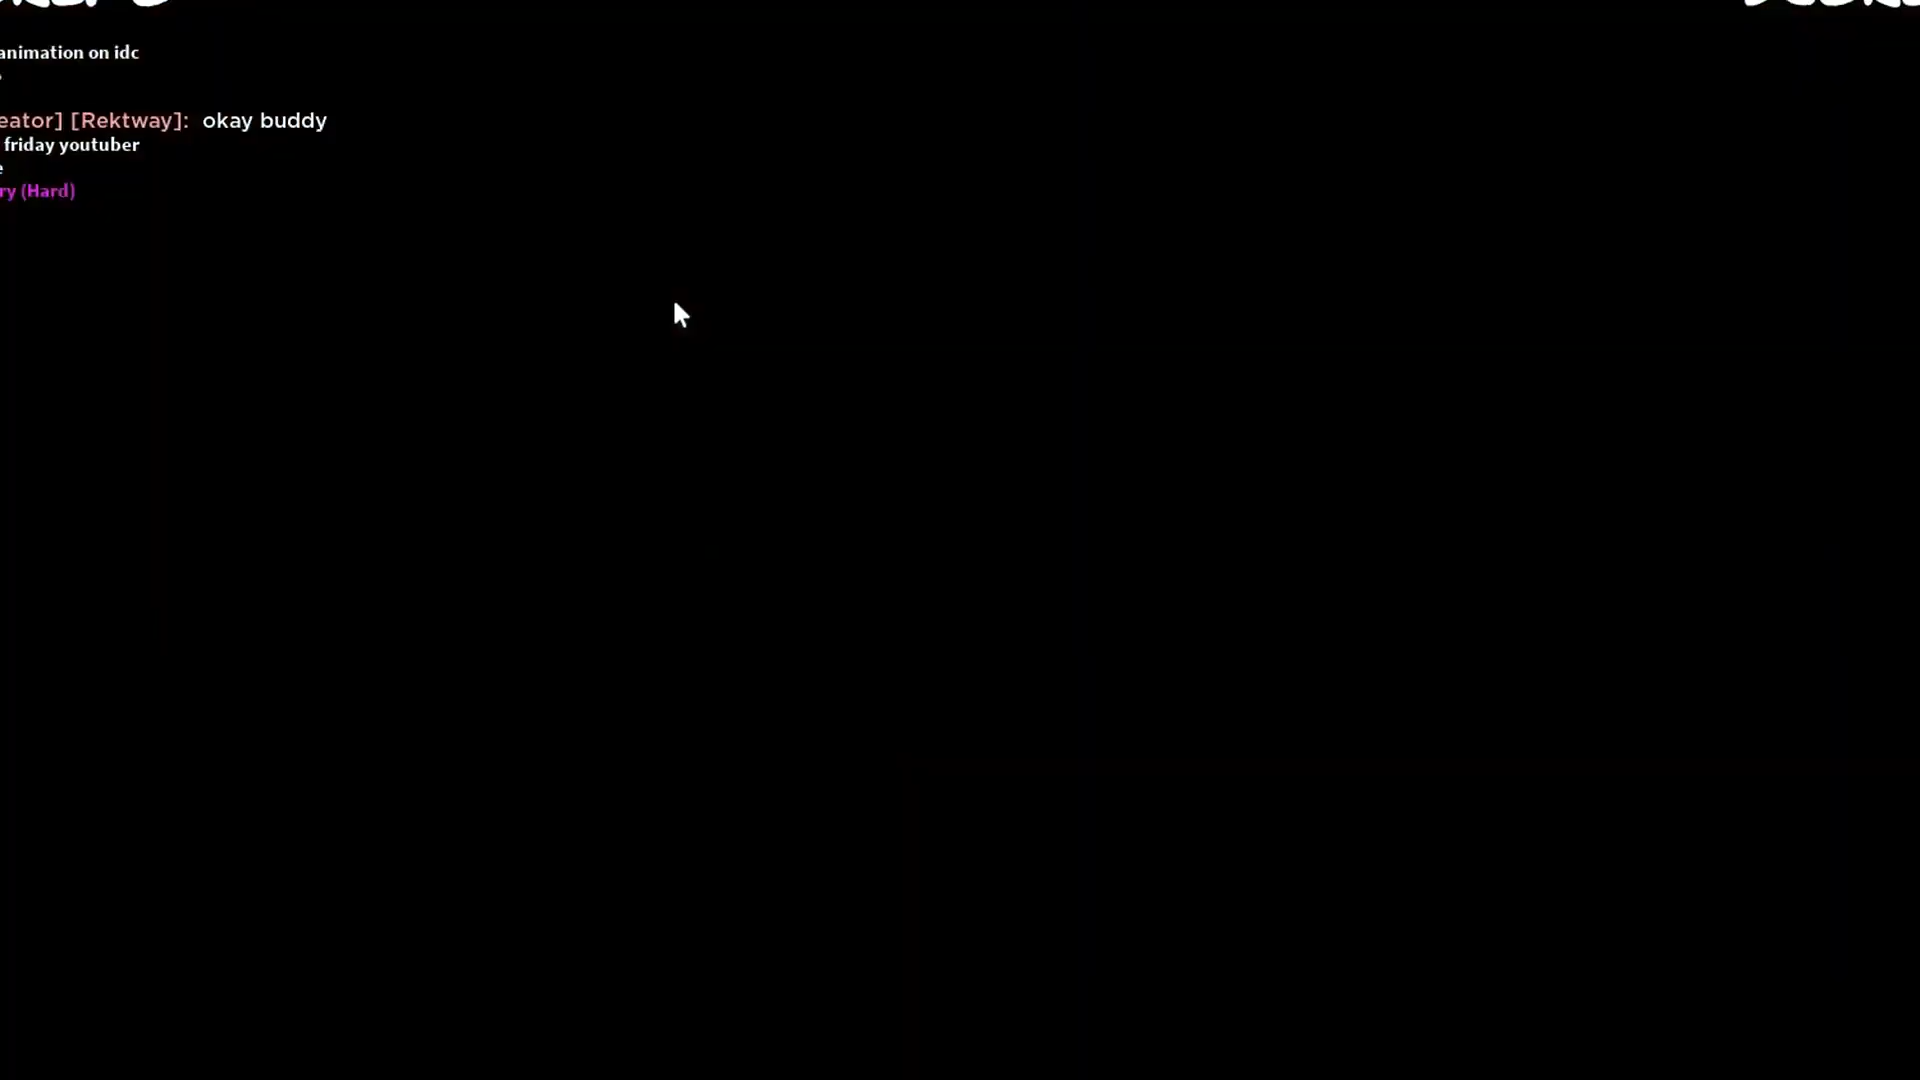 animation on idc
eator] [Rektway]: okay buddy
friday youtuber
e
ry (Hard)